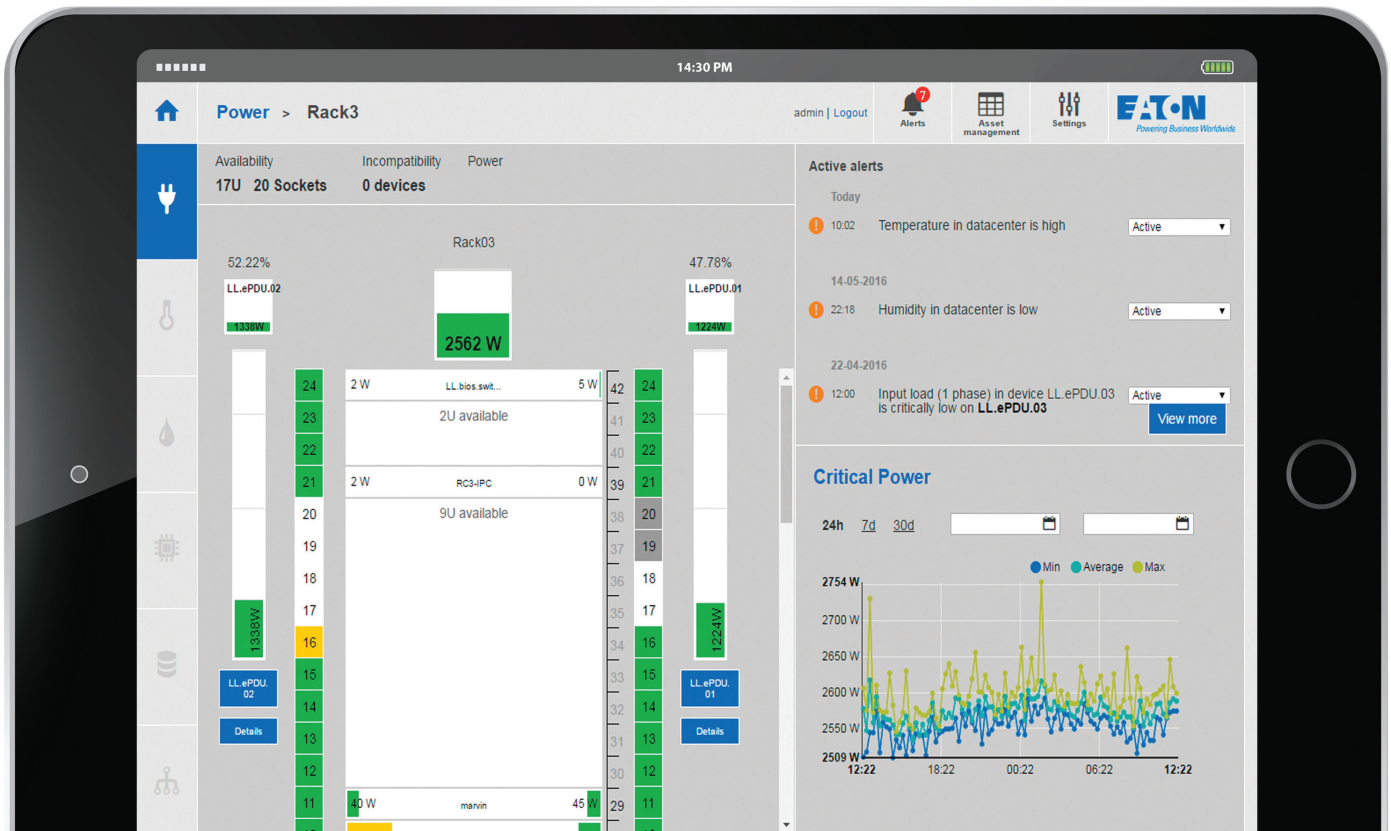 14:30 PM
Power > Rack3
admin | Logout
7
Alerts
Asset
management
Settings
EATON
Powering Business Worldwide
Availability
Incompatibility
Power
17U 20 Sockets
0 devices
Rack03
52.22%
47.78%
LL.ePDU.02
LL.ePDU.01
1338W
1224W
2562 W
24
2 W
LL.bios.swit...
5 W
42
24
23
2U available
41
23
22
40
22
21
2 W
RC3-IPC
0 W
39
21
20
9U available
38
20
19
37
19
18
36
18
17
35
17
1338W
1224W
16
34
16
15
33
15
LL.ePDU.
02
LL.ePDU.
01
14
32
14
Details
Details
13
31
13
12
30
12
11
40 W
marvin
45 W
29
11
Active alerts
Today
10:02
Temperature in datacenter is high
Active
14-05-2016
22:18
Humidity in datacenter is low
Active
22-04-2016
12:00
Input load (1 phase) in device LL.ePDU.03
is critically low on LL.ePDU.03
Active
View more
Critical Power
24h 7d 30d
Min Average Max
2754 W
2700 W
2650 W
2600 W
2550 W
2509 W
12:22 18:22 00:22 06:22 12:22